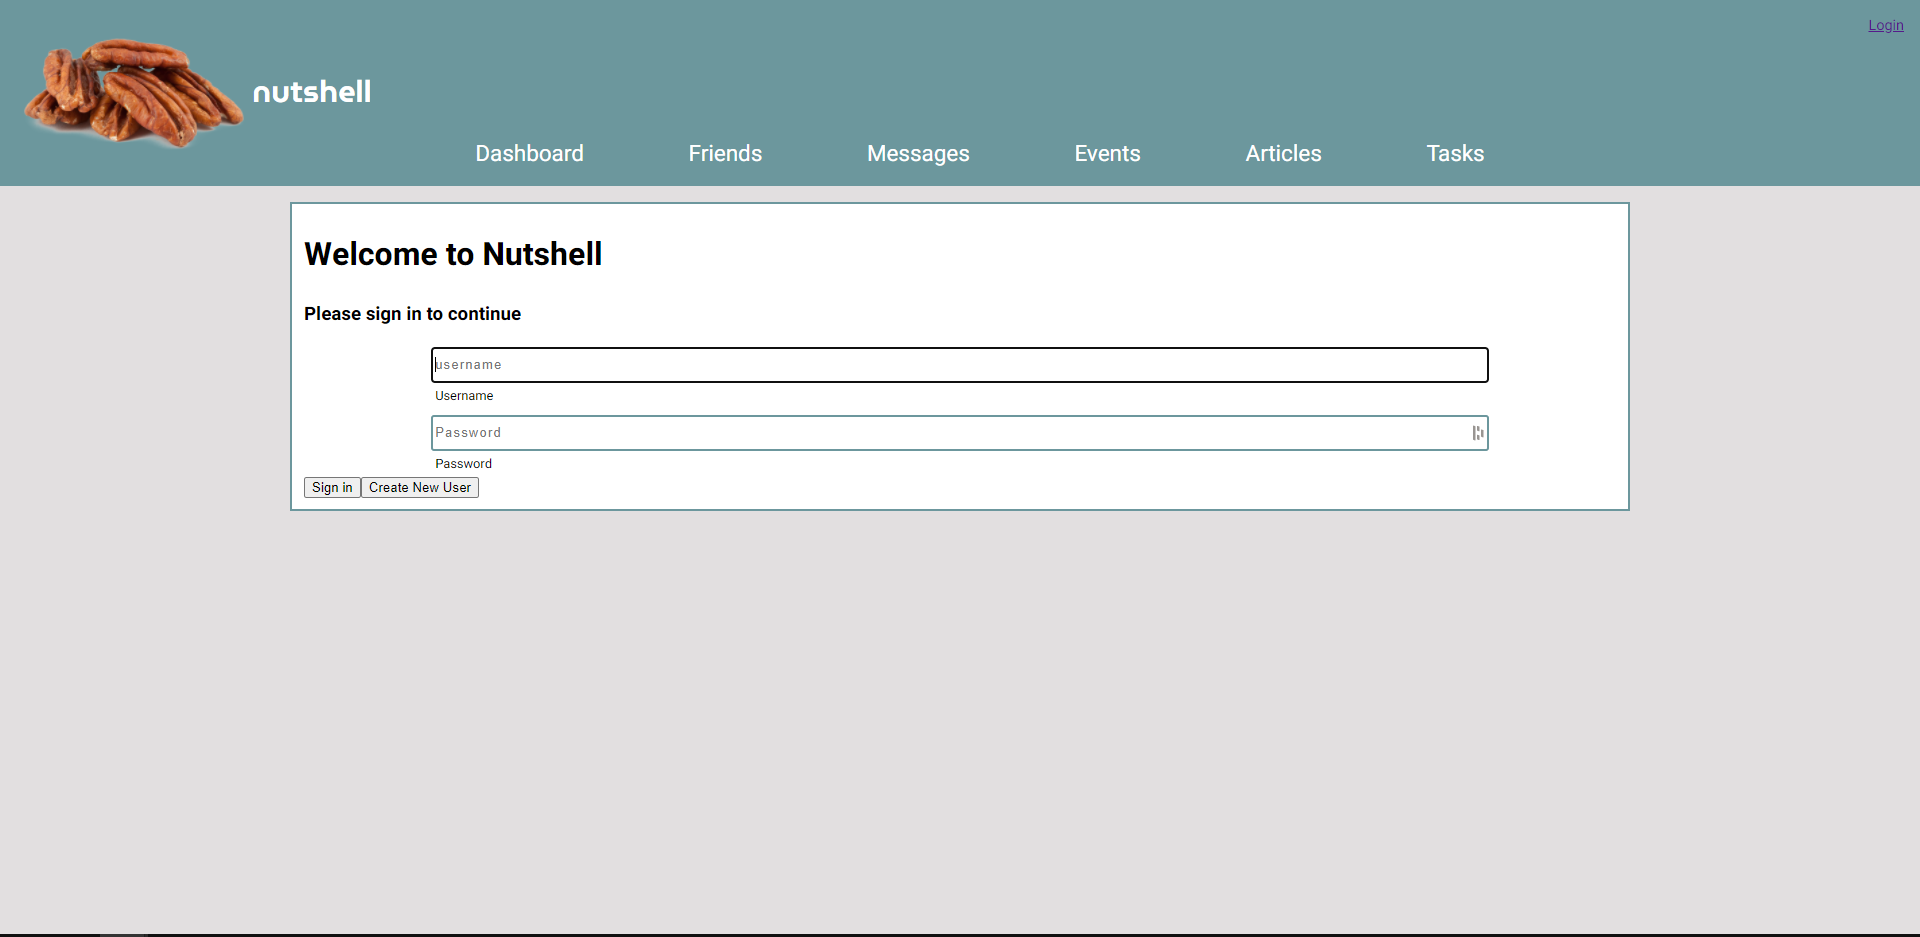 Login
nutshell
Dashboard Friends Messages Events Articles Tasks
Welcome to Nutshell
Please sign in to continue
username
Username
Password
Password
Sign in Create New User